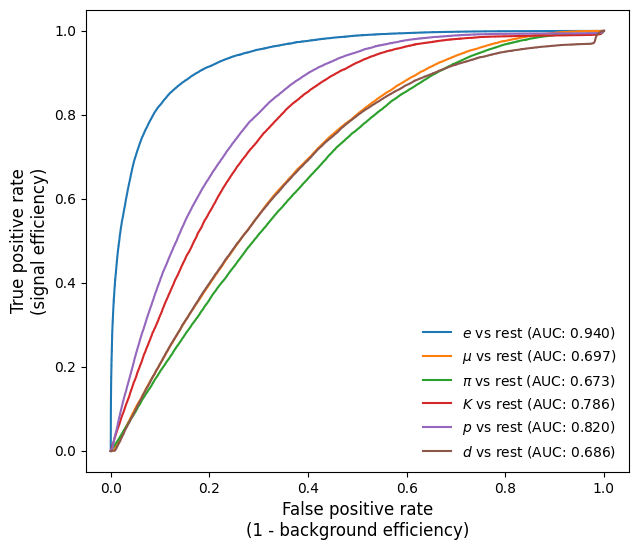 True positive rate
(signal efficiency)
1.0
0.8
0.6
0.4
0.2
0.0
e vs rest (AUC: 0.940)
μ vs rest (AUC: 0.697)
π vs rest (AUC: 0.673)
K vs rest (AUC: 0.786)
p vs rest (AUC: 0.820)
d vs rest (AUC: 0.686)
0.0 0.2 0.4 0.6 0.8 1.0
False positive rate
(1 - background efficiency)